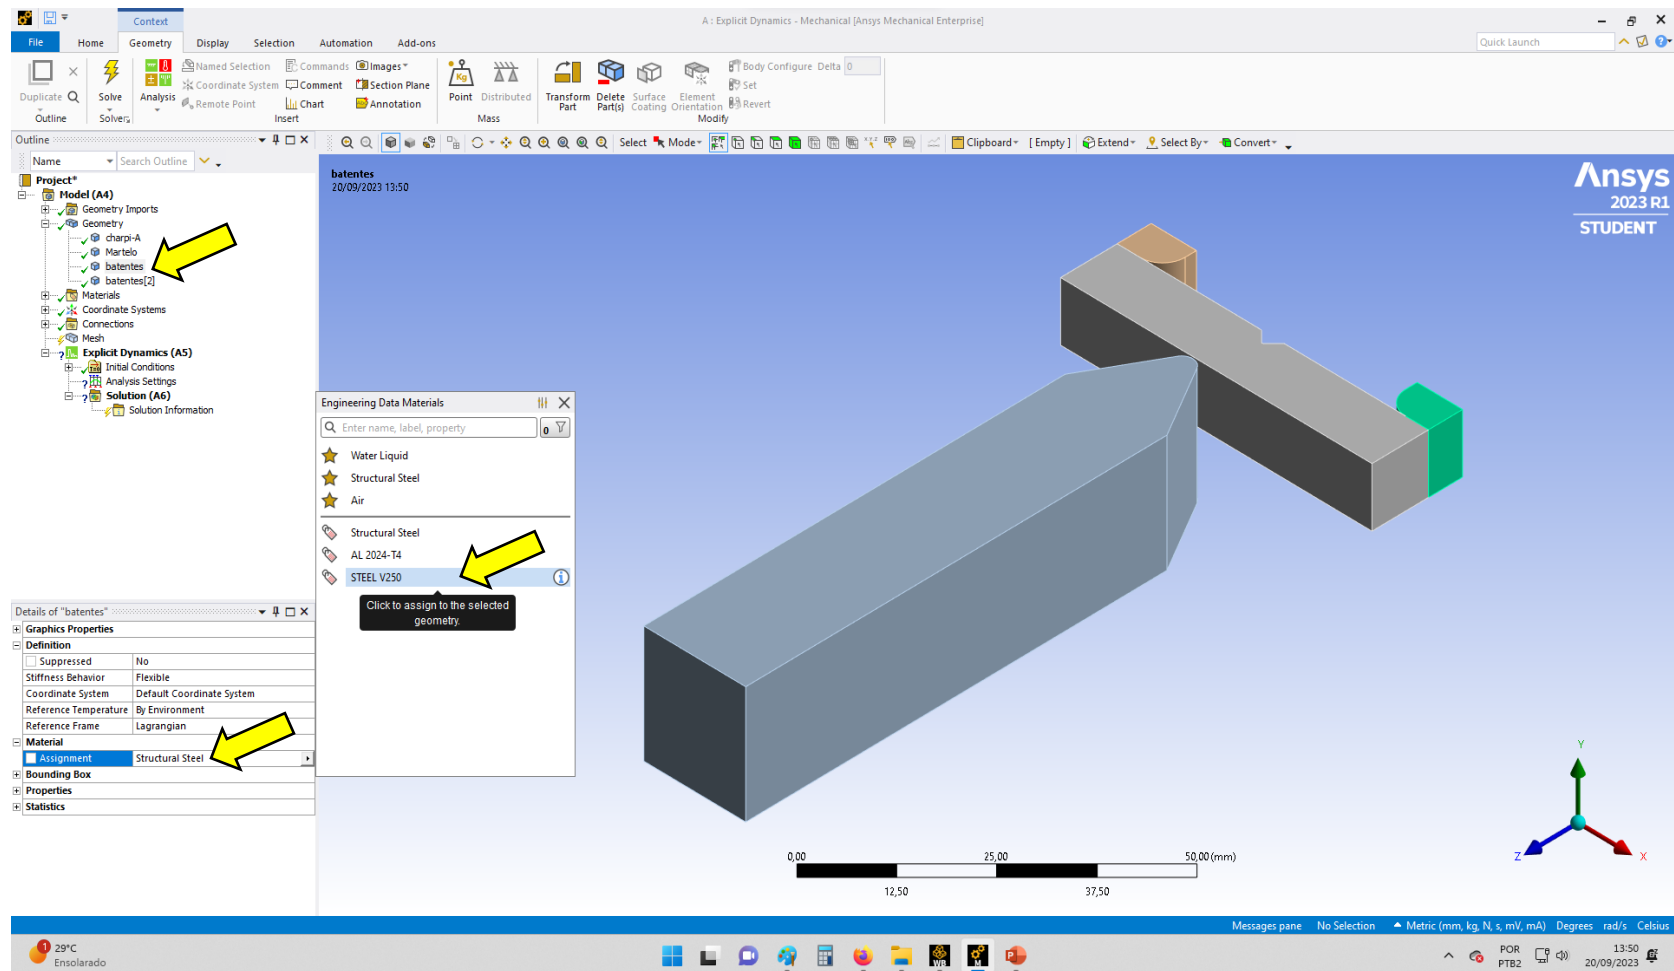 Context
A : Explicit Dynamics - Mechanical [Ansys Mechanical Enterprise]
File Home Geometry Display Selection Automation Add-ons
Quick Launch
Duplicate
Outline
Solve
Solvers
Analysis
Named Selection
Coordinate System
Remote Point
Commands
Comment
Chart
Images
Section Plane
Annotation
Insert
Point
Distributed
Mass
Transform Part
Delete Part(s)
Surface Coating
Element Orientation
Body Configure Delta 0
Set
Revert
Modify
Outline
Select Mode Clipboard [ Empty ] Extend Select By Convert
Name Search Outline
Project*
Model (A4)
Geometry Imports
Geometry
charpi-A
Martelo
batentes
batentes[2]
Materials
Coordinate Systems
Connections
Mesh
Explicit Dynamics (A5)
Initial Conditions
Analysis Settings
Solution (A6)
Solution Information
batentes
20/09/2023 13:50
Ansys
2023 R1
STUDENT
Engineering Data Materials
Enter name, label, property
0
Water Liquid
Structural Steel
Air
Structural Steel
AL 2024-T4
STEEL V250
Click to assign to the selected
geometry.
Details of "batentes"
Graphics Properties
Definition
Suppressed No
Stiffness Behavior Flexible
Coordinate System Default Coordinate System
Reference Temperature By Environment
Reference Frame Lagrangian
Material
Assignment Structural Steel
Bounding Box
Properties
Statistics
Y
Z
X
0,00 25,00 50,00 (mm)
12,50 37,50
Messages pane No Selection Metric (mm, kg, N, s, mV, mA) Degrees rad/s Celsius
1
29°C
Ensolarado
WB
M
POR
PTB2
13:50
20/09/2023